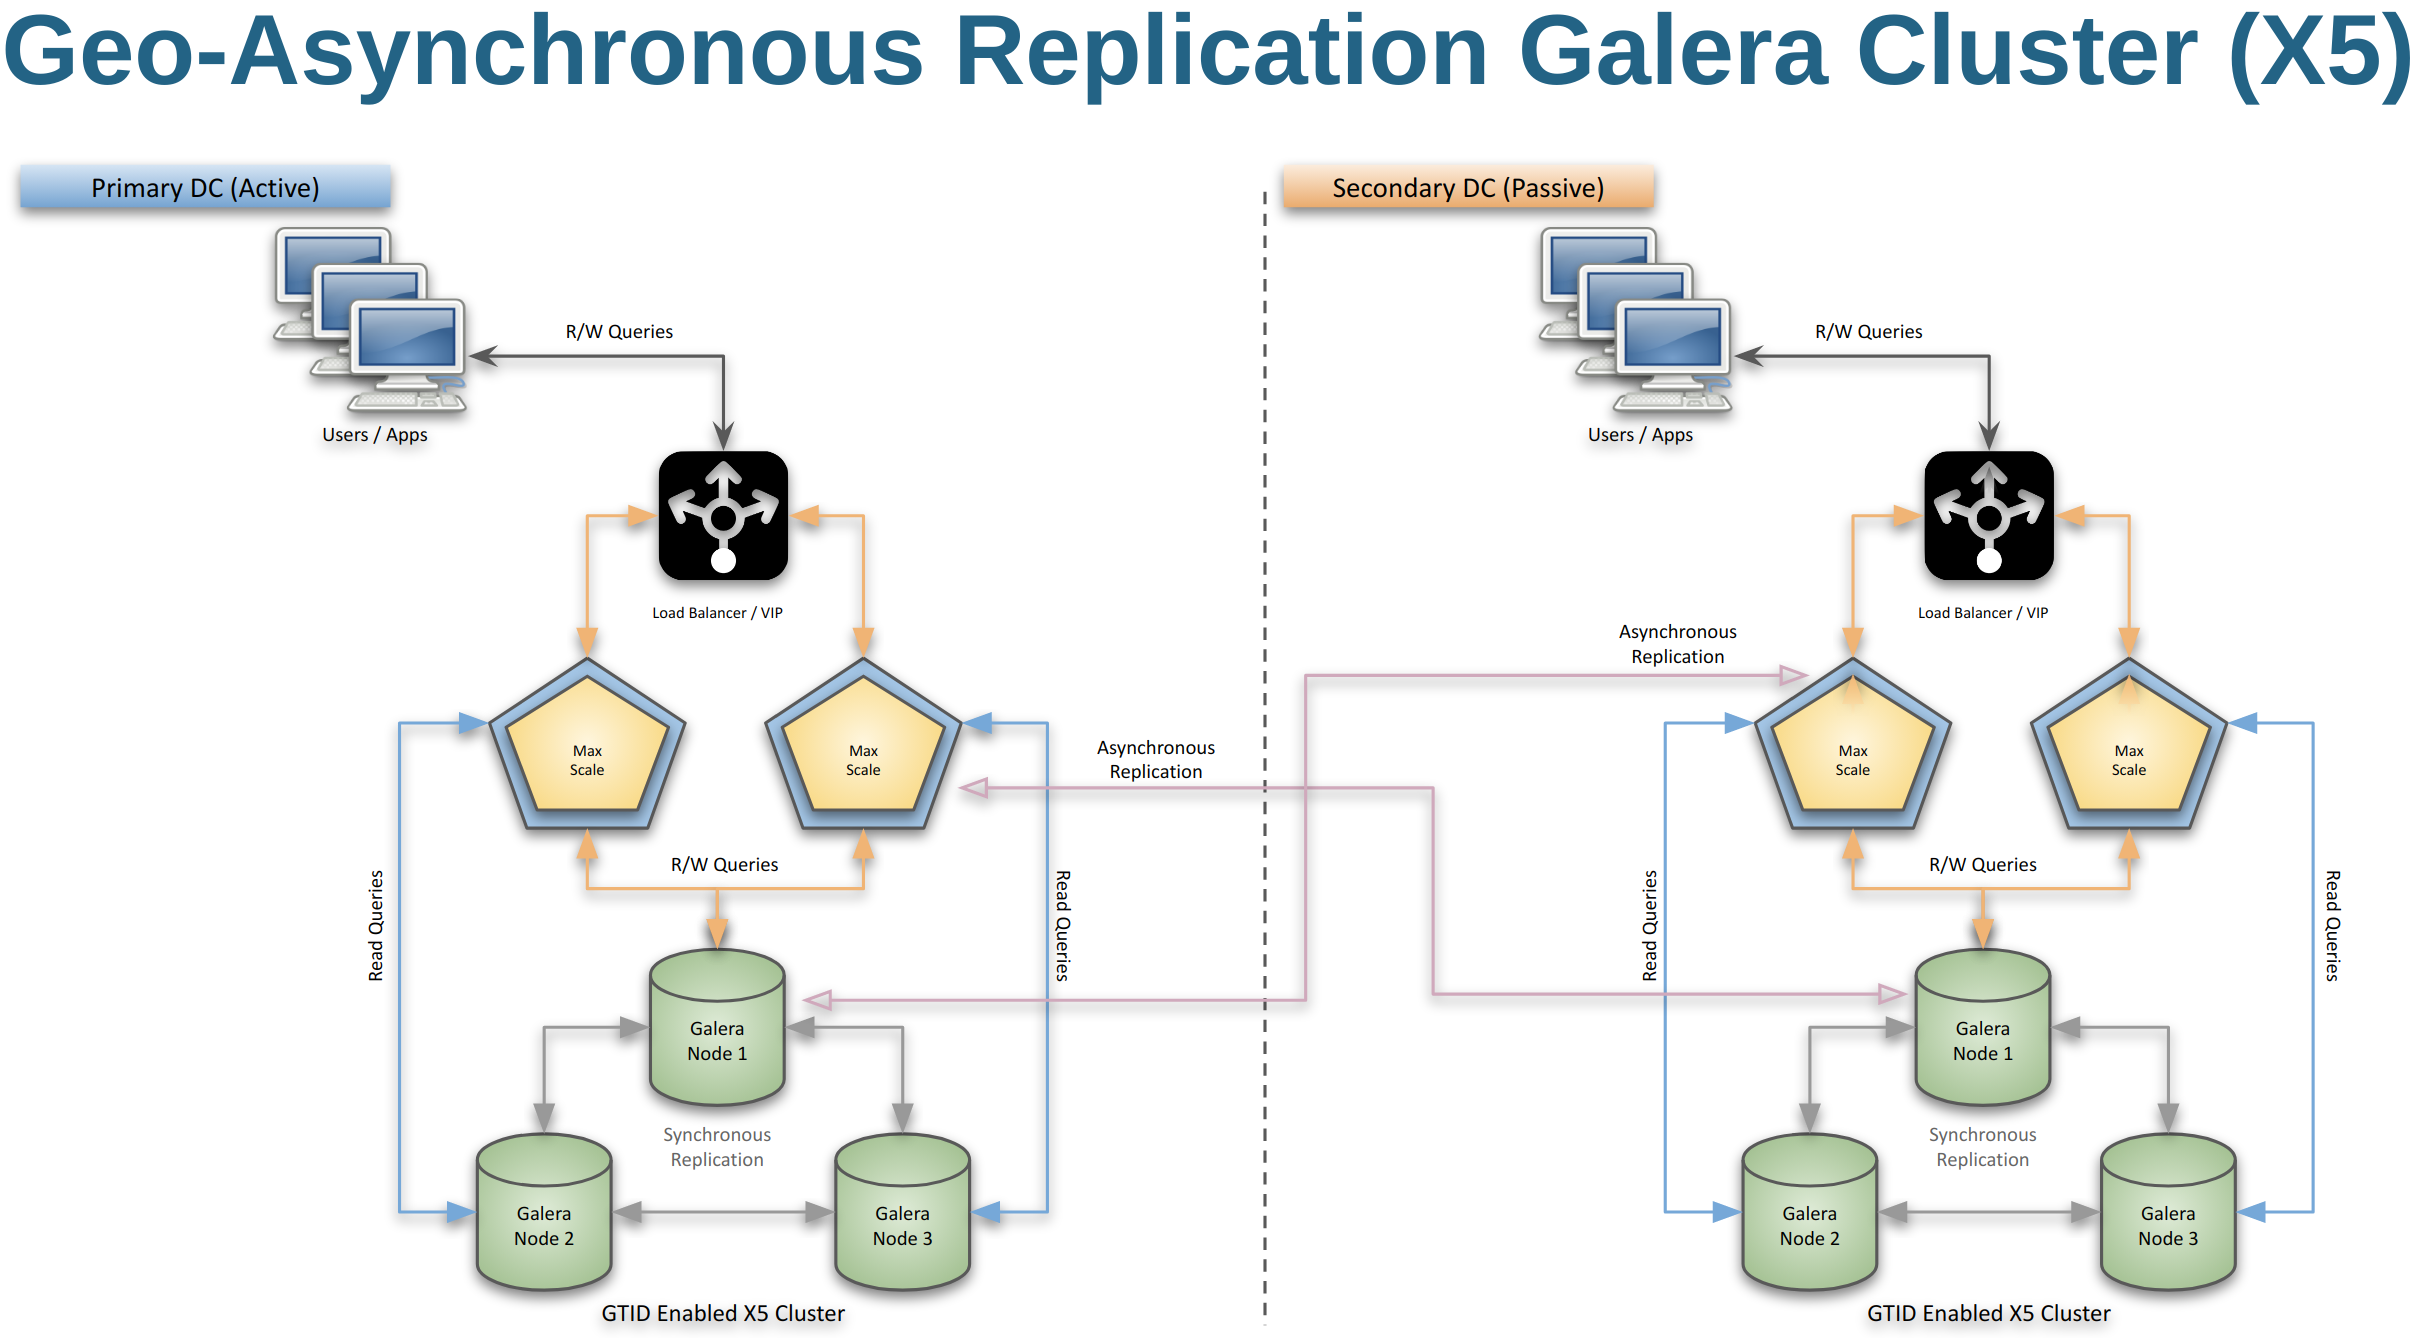 Geo-Asynchronous Replication Galera Cluster (X5)
Primary DC (Active)
R/W Queries
Users / Apps
Load Balancer / VIP
Max
Scale
Max
Scale
Asynchronous
Replication
R/W Queries
Read Queries
Read Queries
Galera
Node 1
Synchronous
Replication
Galera
Node 2
Galera
Node 3
GTID Enabled X5 Cluster
Secondary DC (Passive)
R/W Queries
Users / Apps
Load Balancer / VIP
Asynchronous
Replication
Max
Scale
Max
Scale
R/W Queries
Read Queries
Read Queries
Galera
Node 1
Synchronous
Replication
Galera
Node 2
Galera
Node 3
GTID Enabled X5 Cluster